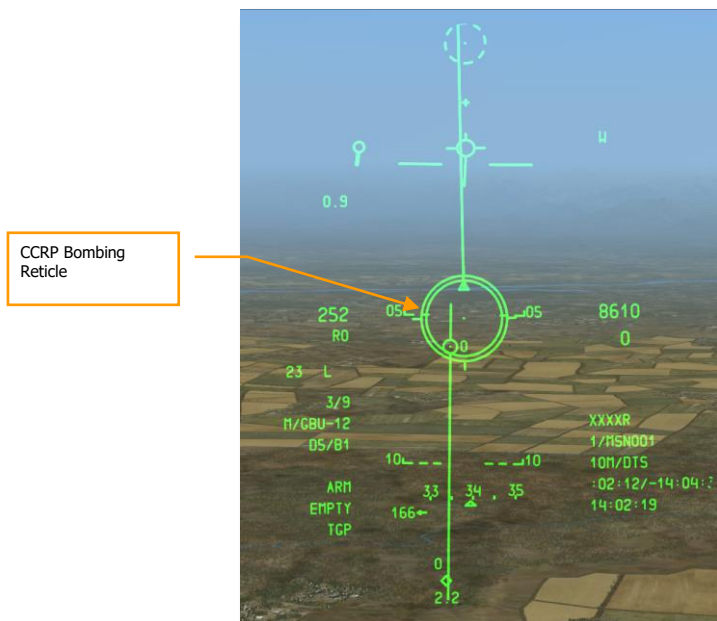 CCRP Bombing
Reticle
W
0.9
252
05
05
8610
RO
0
0
23 L
3/9
M/GBU-12
D5/B1
XXXXR
1/MSN001
10
10
10M/DTS
ARM
33 . 34 . 35
:02:12/-14:04:
EMPTY
166←
14:02:19
TGP
0
2.2